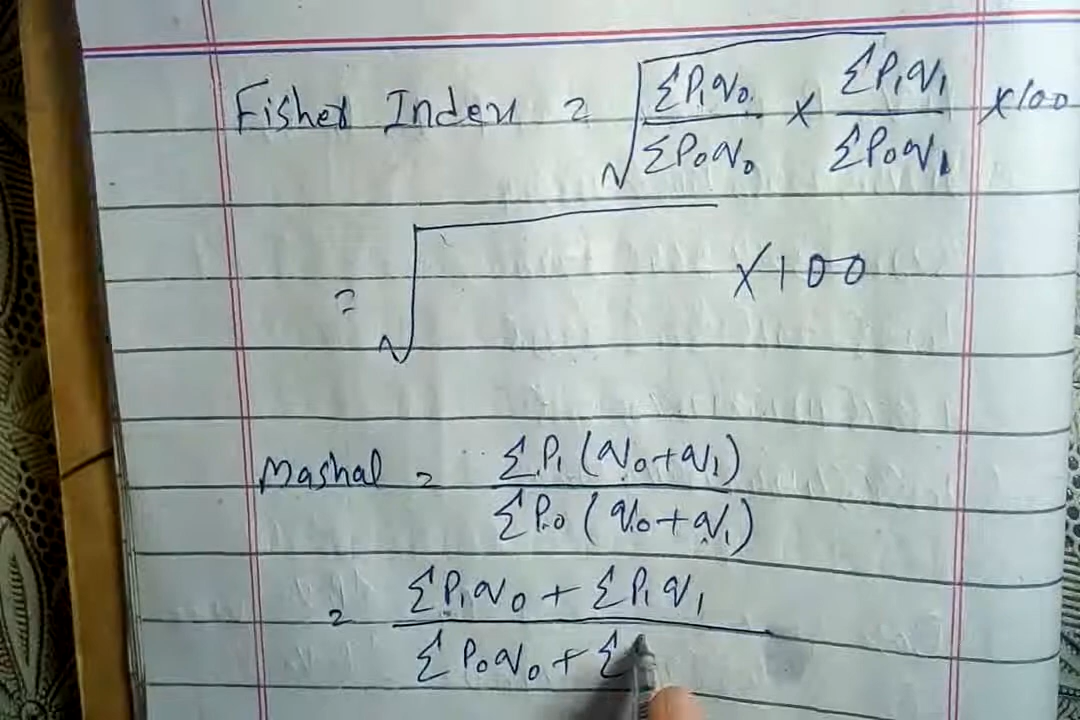 Fisher Index = √ ΣP₁q₀/ΣP₀q₀ × ΣP₁q₁/ΣP₀q₁ ×100
= √ ×100
Mashal = ΣP₁(q₀+q₁)/ΣP₀(q₀+q₁)
= ΣP₁q₀+ΣP₁q₁/ΣP₀q₀+Σ